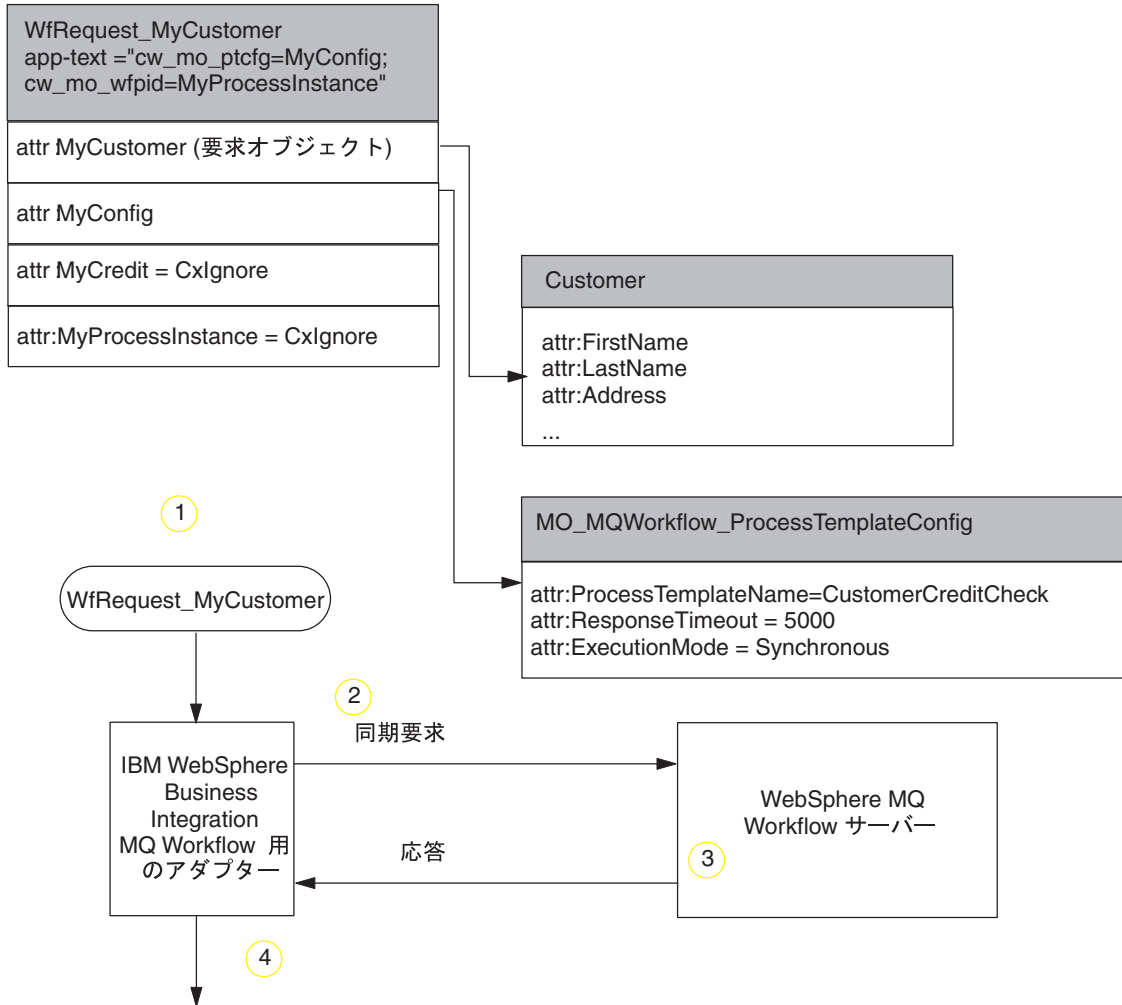 WfRequest_MyCustomer
app-text ="cw_mo_ptcfg=MyConfig;
cw_mo_wfpid=MyProcessInstance"
attr:MyCustomer (要求オブジェクト)
attr:MyConfig
attr:MyCredit = CxIgnore
attr:MyProcessInstance = CxIgnore
Customer
attr:FirstName
attr:LastName
attr:Address
...
MO_MQWorkflow_ProcessTemplateConfig
attr:ProcessTemplateName=CustomerCreditCheck
attr:ResponseTimeout = 5000
attr:ExecutionMode = Synchronous
1
WfRequest_MyCustomer
2
同期要求
IBM WebSphere
Business
Integration
MQ Workflow 用
のアダプター
WebSphere MQ
Workflow サーバー
応答
3
4